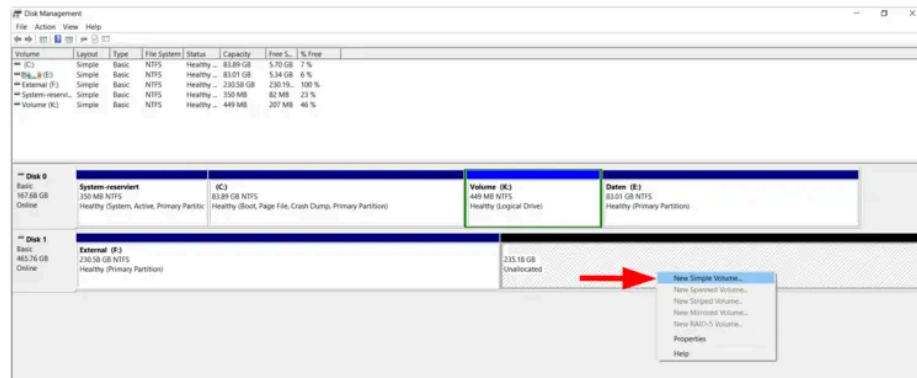 Disk Management
File Action View Help
Volume Layout Type File System Status Capacity Free S... % Free
(C:) Simple Basic NTFS Healthy ... 83.89 GB 5.70 GB 7 %
(E:) Simple Basic NTFS Healthy ... 83.01 GB 5.34 GB 6 %
External (F:) Simple Basic NTFS Healthy ... 230.58 GB 230.19... 100 %
System-reservi... Simple Basic NTFS Healthy ... 350 MB 82 MB 23 %
Volume (K:) Simple Basic NTFS Healthy ... 449 MB 207 MB 46 %
Disk 0
Basic
167.66 GB
Online
System-reserviert
350 MB NTFS
Healthy (System, Active, Primary Partitic
(C:)
83.89 GB NTFS
Healthy (Boot, Page File, Crash Dump, Primary Partition)
Volume (K:)
449 MB NTFS
Healthy (Logical Drive)
Daten (E:)
83.01 GB NTFS
Healthy (Primary Partition)
Disk 1
Basic
465.76 GB
Online
External (F:)
230.58 GB NTFS
Healthy (Primary Partition)
235.18 GB
Unallocated
New Simple Volume...
New Spanned Volume...
New Striped Volume...
New Mirrored Volume...
New RAID-5 Volume...
Properties
Help